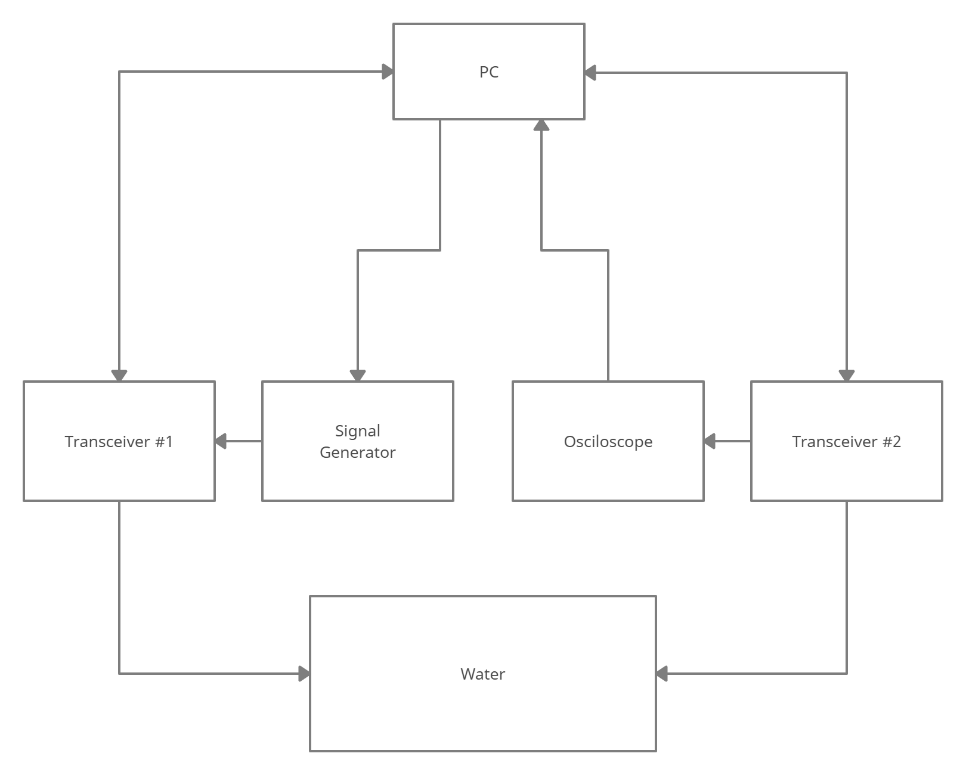 PC
Transceiver #1
Signal
Generator
Osciloscope
Transceiver #2
Water